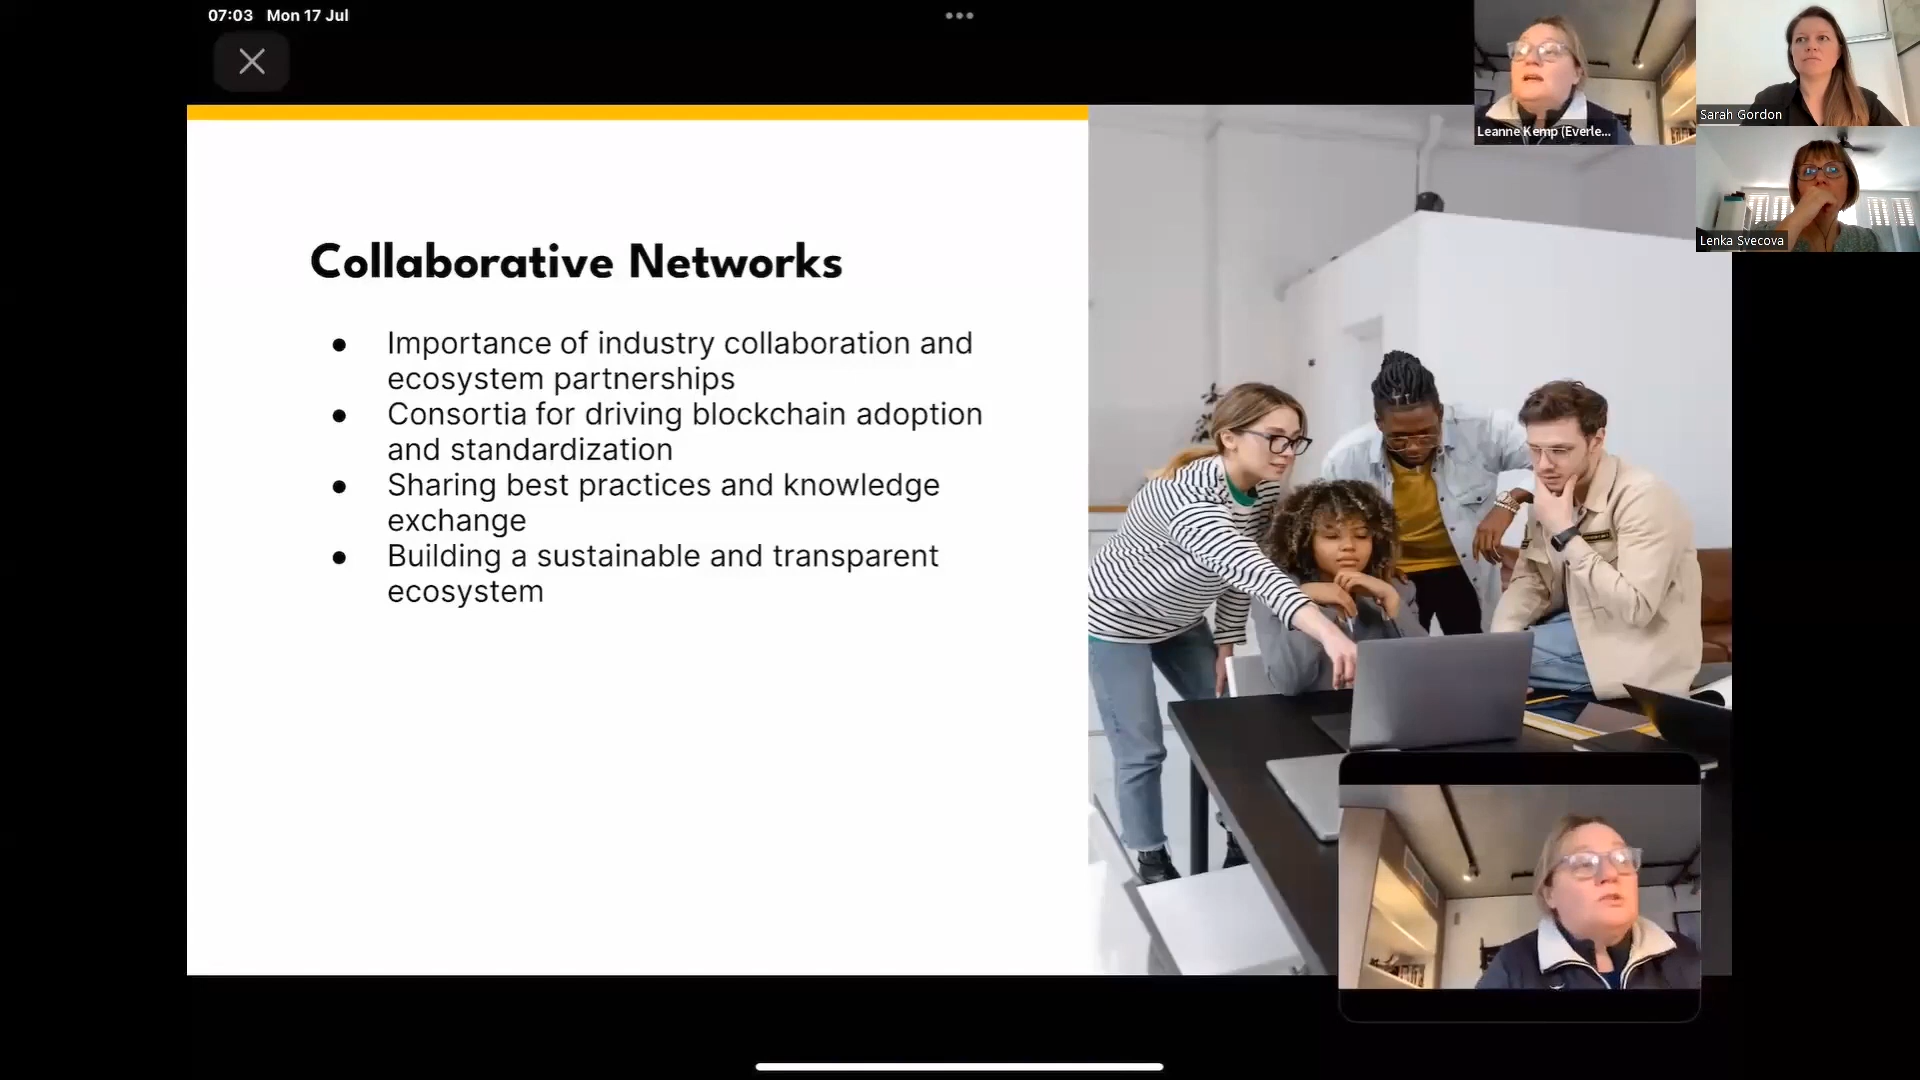 07:03 Mon 17 Jul
Leanne Kemp (Everle...
Sarah Gordon
Lenka Svecova
Collaborative Networks
● Importance of industry collaboration and
ecosystem partnerships
● Consortia for driving blockchain adoption
and standardization
● Sharing best practices and knowledge
exchange
● Building a sustainable and transparent
ecosystem